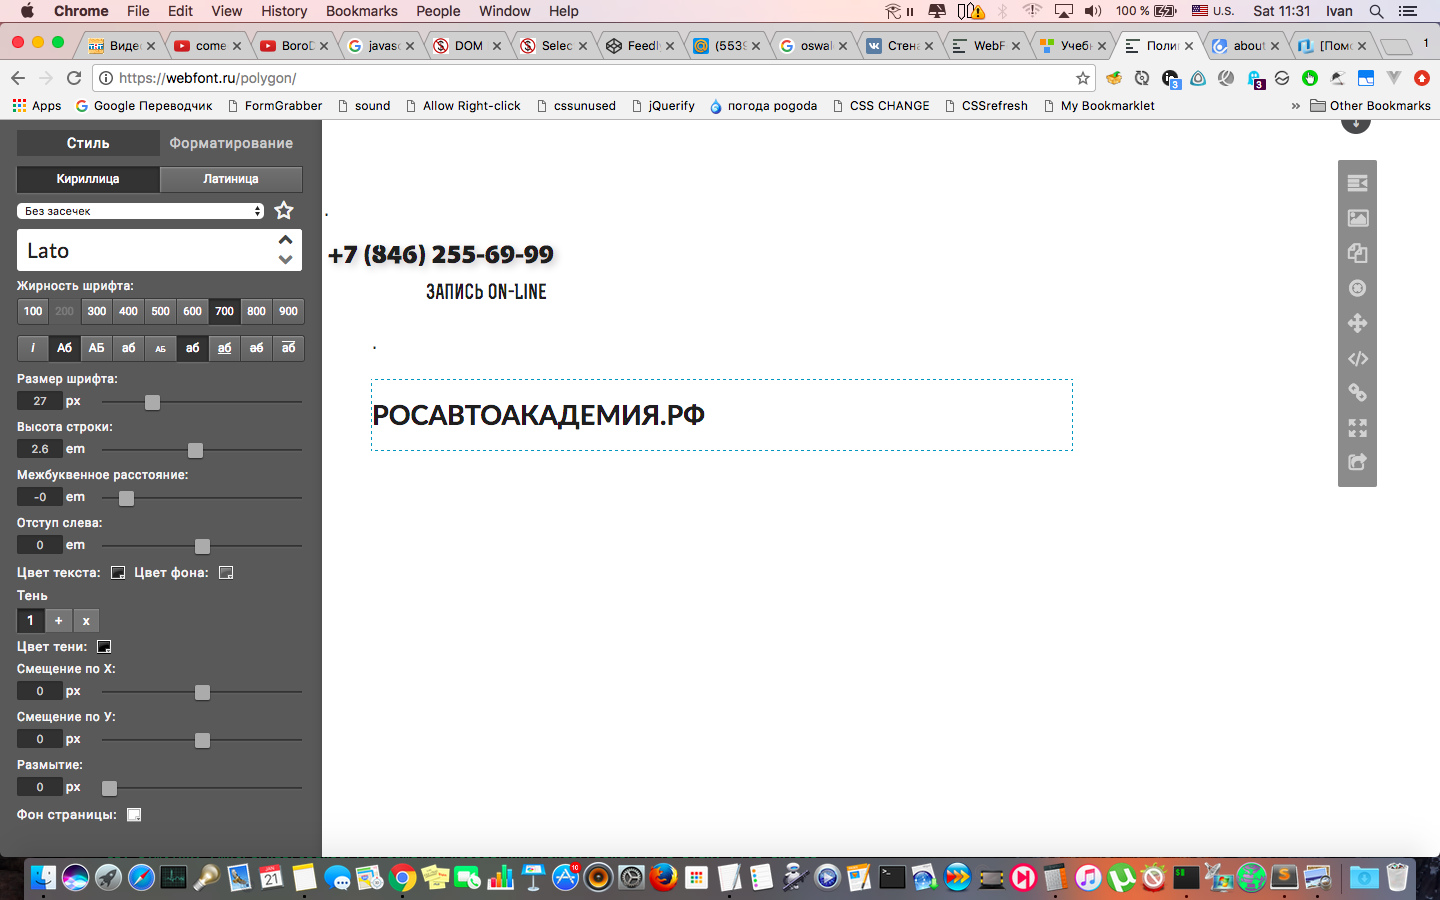 Chrome File Edit View History Bookmarks People Window Help 100 % U.S. Sat 11:31 Ivan
Видео come BoroD javasc DOM Selec Feedl (5539 oswal Стена WebF Учебн Поли about [Помо 1
https://webfont.ru/polygon/
Apps Google Переводчик FormGrabber sound Allow Right-click cssunused jQuerify погода pogoda CSS CHANGE CSSrefresh My Bookmarklet » Other Bookmarks
Стиль Форматирование
Кириллица Латиница
Без засечек
Lato
Жирность шрифта:
100 200 300 400 500 600 700 800 900
i Аб АБ аб АБ аб аб аб аб
Размер шрифта:
27 px
Высота строки:
2.6 em
Межбуквенное расстояние:
-0 em
Отступ слева:
0 em
Цвет текста: Цвет фона:
Тень
1 + x
Цвет тени:
Смещение по X:
0 px
Смещение по У:
0 px
Размытие:
0 px
Фон страницы:
.
+7 (846) 255-69-99
ЗАПИСЬ ON-LINE
.
РОСАВТОАКАДЕМИЯ.РФ